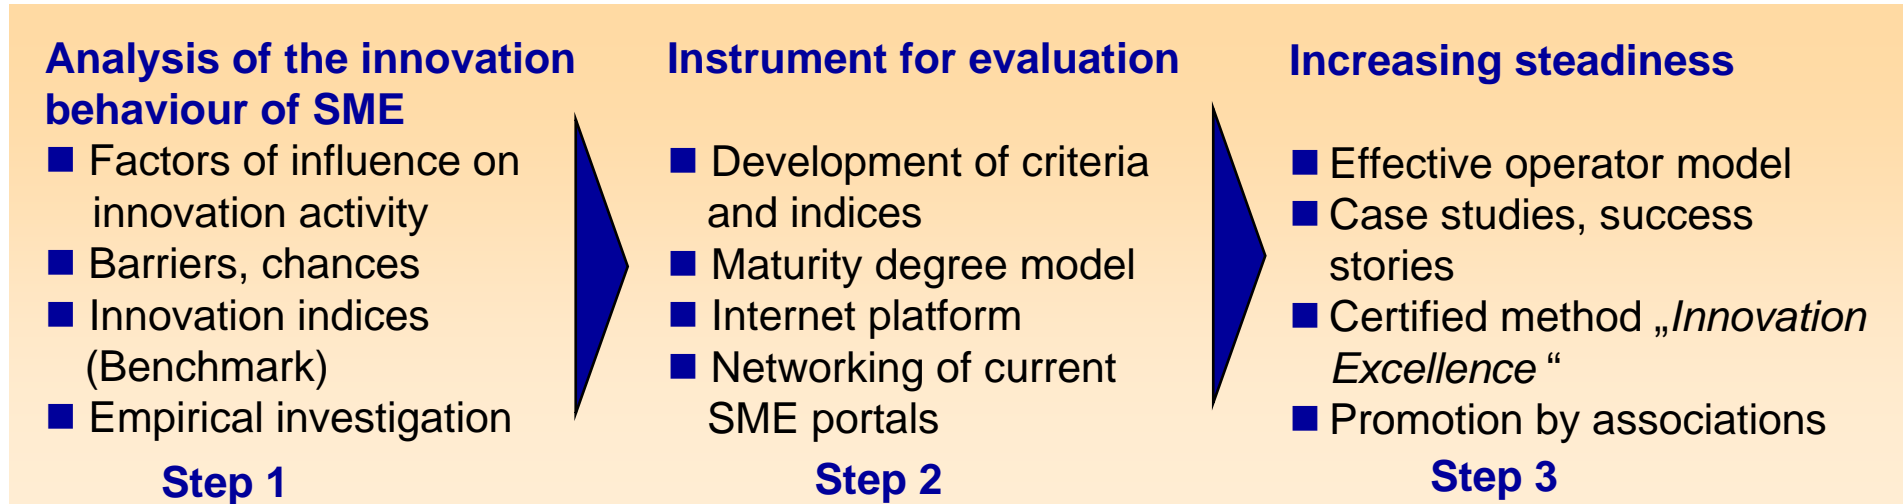 Analysis of the innovation
behaviour of SME
■ Factors of influence on
innovation activity
■ Barriers, chances
■ Innovation indices
(Benchmark)
■ Empirical investigation
Step 1
Instrument for evaluation
■ Development of criteria
and indices
■ Maturity degree model
■ Internet platform
■ Networking of current
SME portals
Step 2
Increasing steadiness
■ Effective operator model
■ Case studies, success
stories
■ Certified method „Innovation
Excellence “
■ Promotion by associations
Step 3